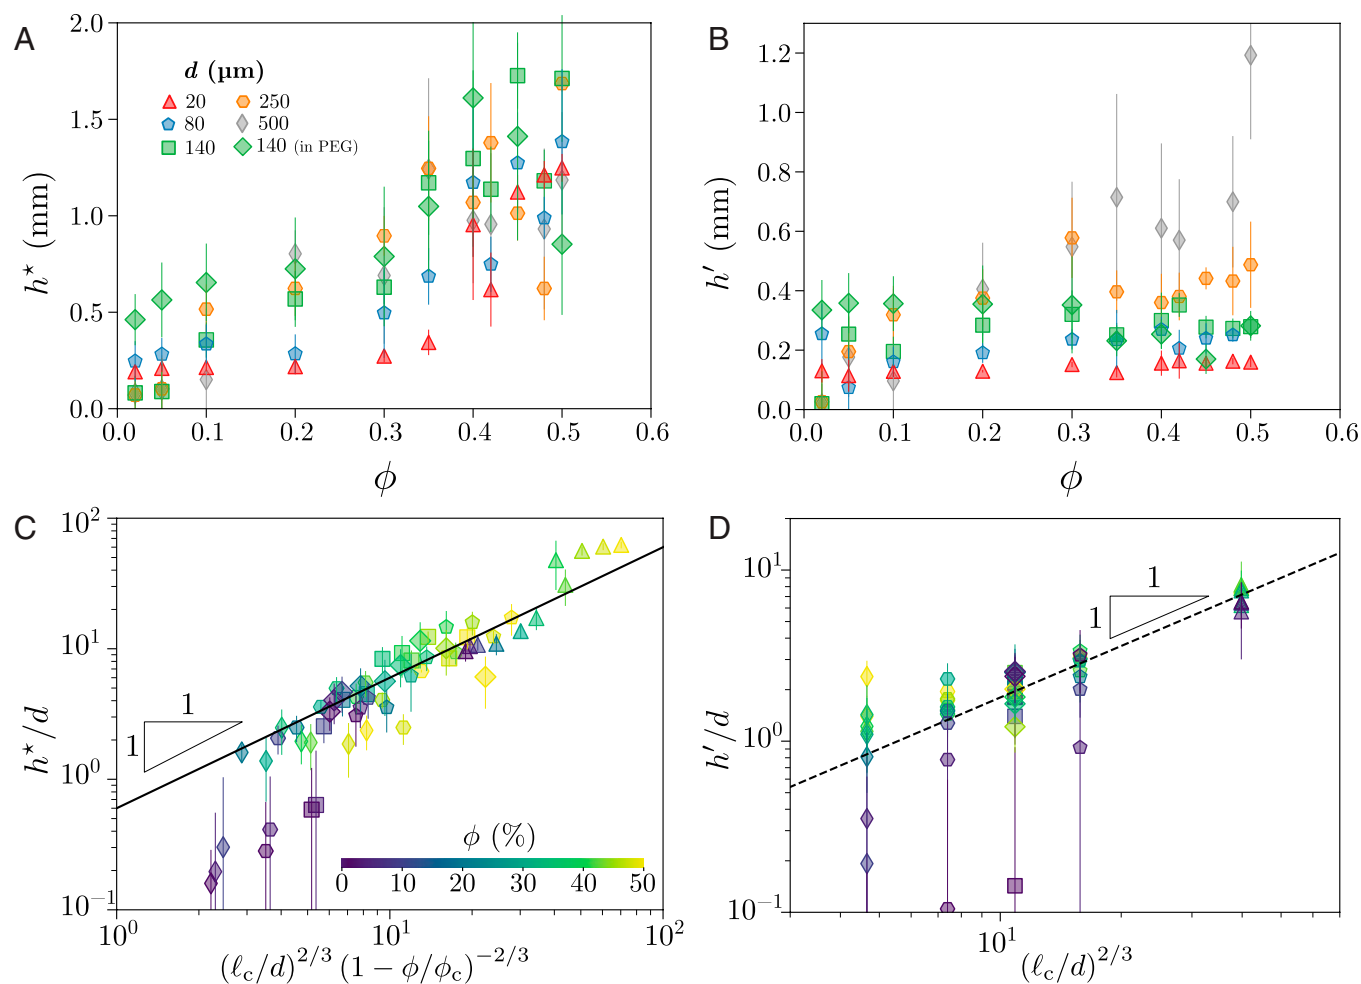 A
2.0
1.5
1.0
0.5
0.0
h* (mm)
d (µm)
20
250
80
500
140
140 (in PEG)
0.0 0.1 0.2 0.3 0.4 0.5 0.6
ϕ
B
1.2
1.0
0.8
0.6
0.4
0.2
0.0
h′ (mm)
0.0 0.1 0.2 0.3 0.4 0.5 0.6
ϕ
C
10²
10¹
10⁰
10⁻¹
h*/d
1
1
ϕ (%)
0 10 20 30 40 50
10⁰ 10¹ 10²
(ℓc/d)^2/3 (1 − ϕ/ϕc)^−2/3
D
10¹
10⁰
10⁻¹
h′/d
1
1
10¹
(ℓc/d)^2/3